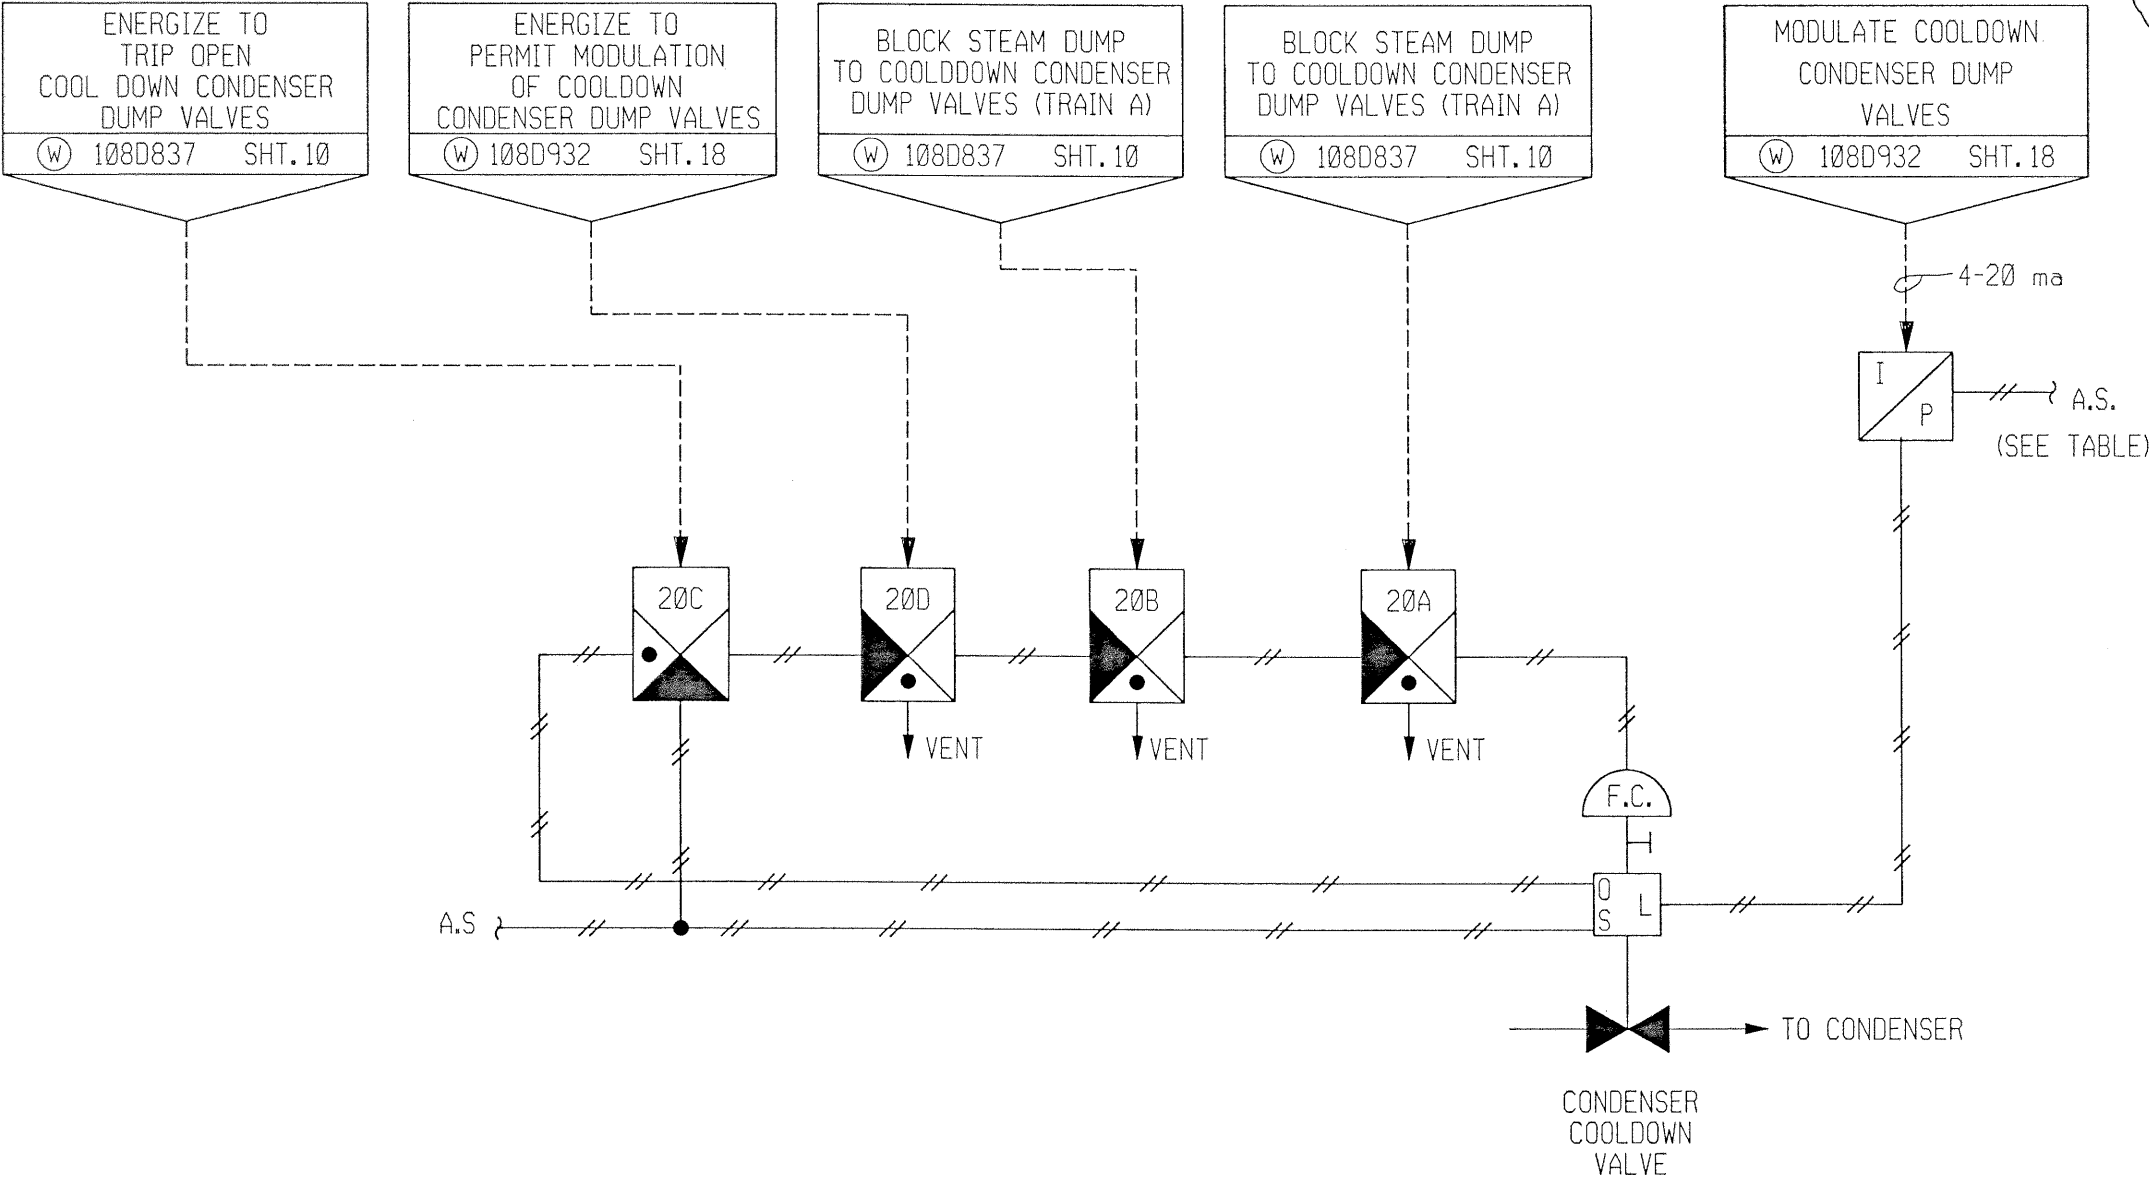 ENERGIZE TO
TRIP OPEN
COOL DOWN CONDENSER
DUMP VALVES
W 108D837 SHT.10
ENERGIZE TO
PERMIT MODULATION
OF COOLDOWN
CONDENSER DUMP VALVES
W 108D932 SHT.18
BLOCK STEAM DUMP
TO COOLDDOWN CONDENSER
DUMP VALVES (TRAIN A)
W 108D837 SHT.10
BLOCK STEAM DUMP
TO COOLDOWN CONDENSER
DUMP VALVES (TRAIN A)
W 108D837 SHT.10
MODULATE COOLDOWN
CONDENSER DUMP
VALVES
W 108D932 SHT.18
4-20 ma
I
P
A.S.
(SEE TABLE)
20C
20D
20B
20A
VENT
VENT
VENT
F.C.
O
S
L
A.S
TO CONDENSER
CONDENSER
COOLDOWN
VALVE